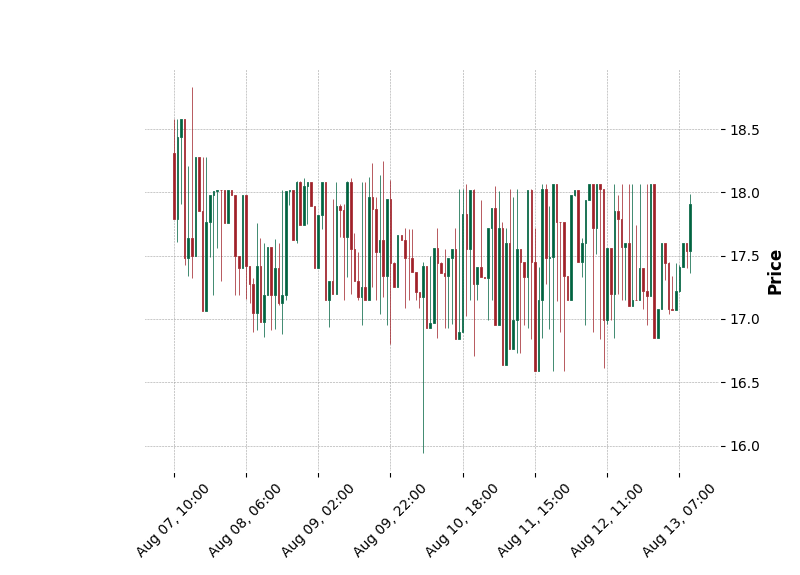 18.5
18.0
17.5
17.0
16.5
16.0
Price
Aug 07, 10:00
Aug 08, 06:00
Aug 09, 02:00
Aug 09, 22:00
Aug 10, 18:00
Aug 11, 15:00
Aug 12, 11:00
Aug 13, 07:00